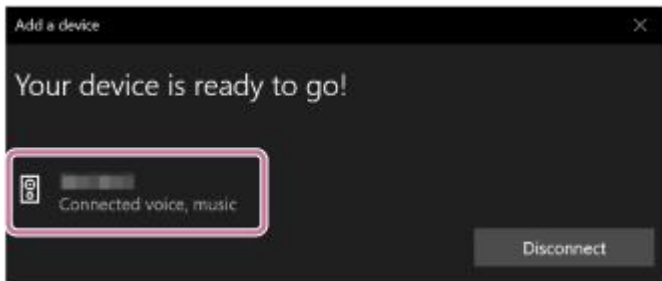 Add a device
Your device is ready to go!
Connected voice, music
Disconnect